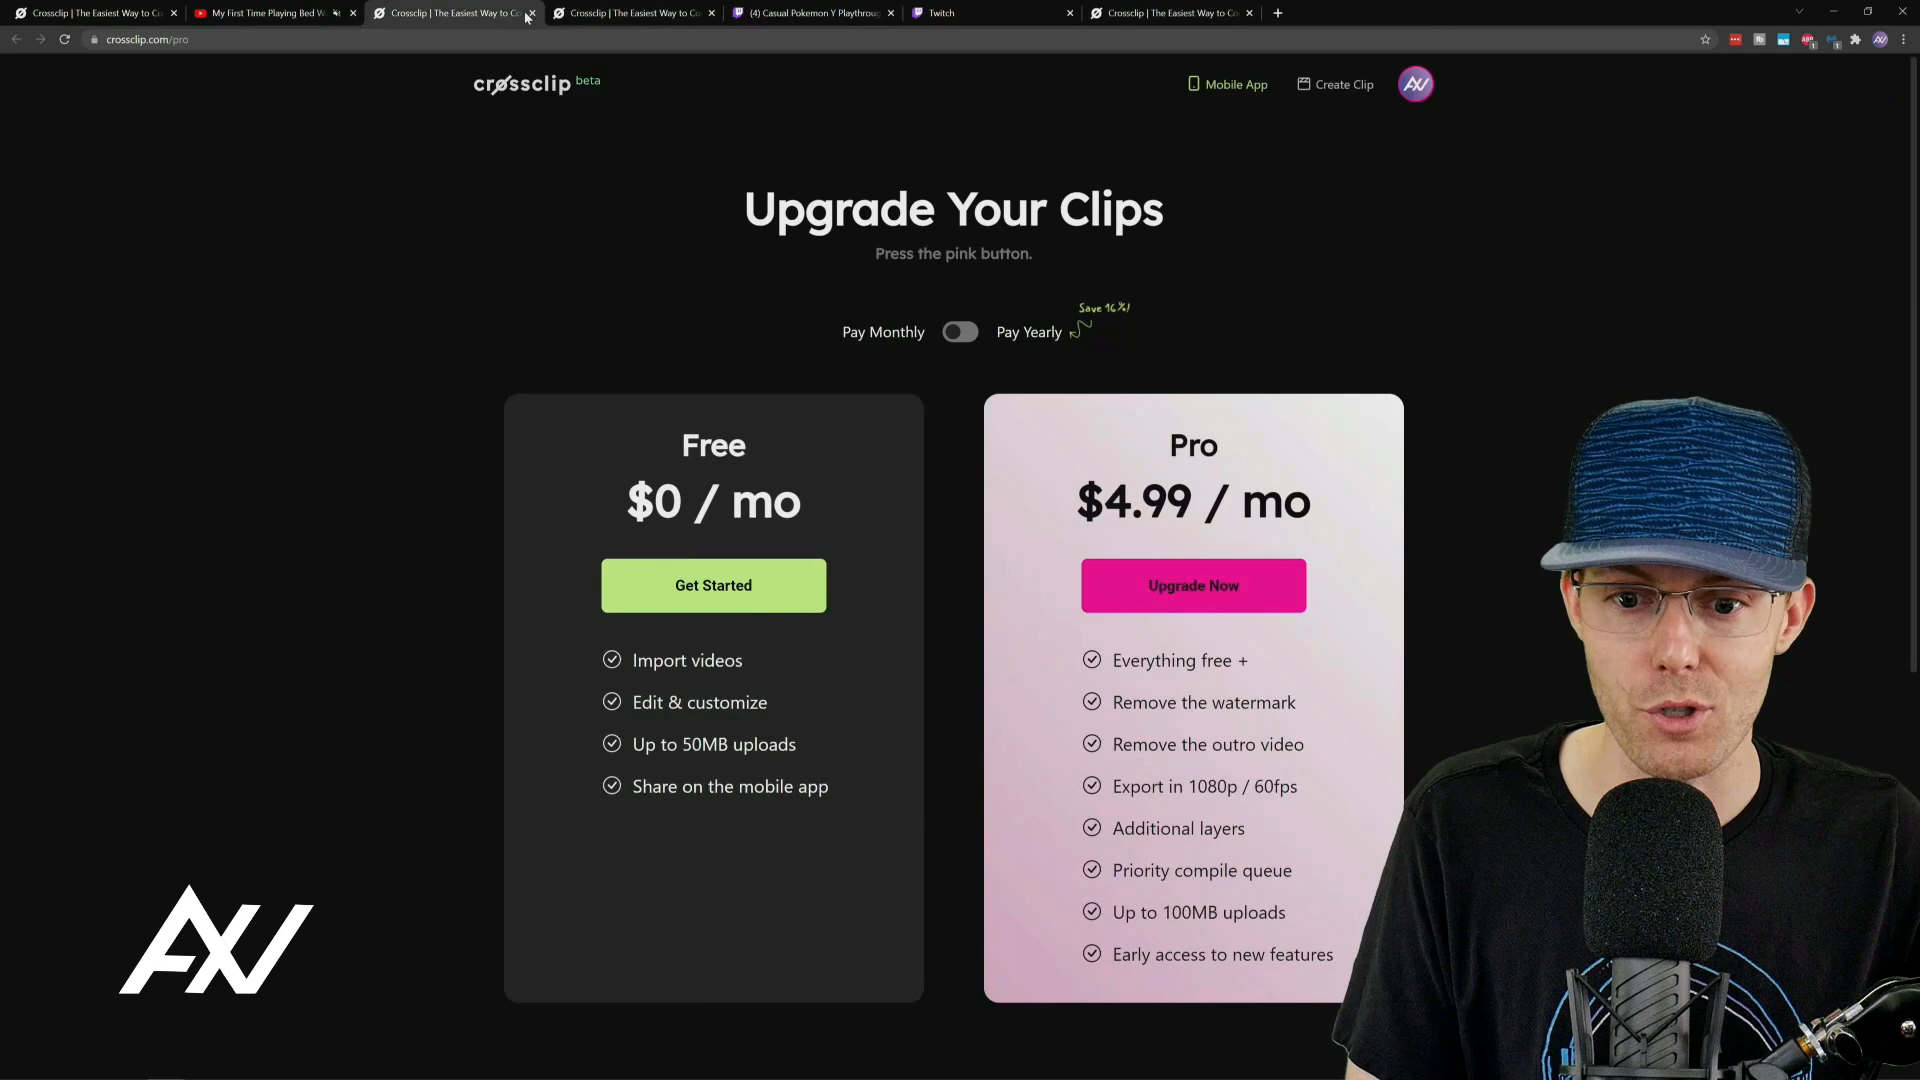 Crossclip | The Easiest Way to Co
My First Time Playing Bed W
Crossclip | The Easiest Way to Co
Crossclip | The Easiest Way to Co
(4) Casual Pokemon Y Playthroug
Twitch
Crossclip | The Easiest Way to Co
crossclip.com/pro
crossclip beta
Mobile App
Create Clip
Upgrade Your Clips
Press the pink button.
Save 16%!
Pay Monthly
Pay Yearly
Free
$0 / mo
Get Started
Import videos
Edit & customize
Up to 50MB uploads
Share on the mobile app
Pro
$4.99 / mo
Upgrade Now
Everything free +
Remove the watermark
Remove the outro video
Export in 1080p / 60fps
Additional layers
Priority compile queue
Up to 100MB uploads
Early access to new features